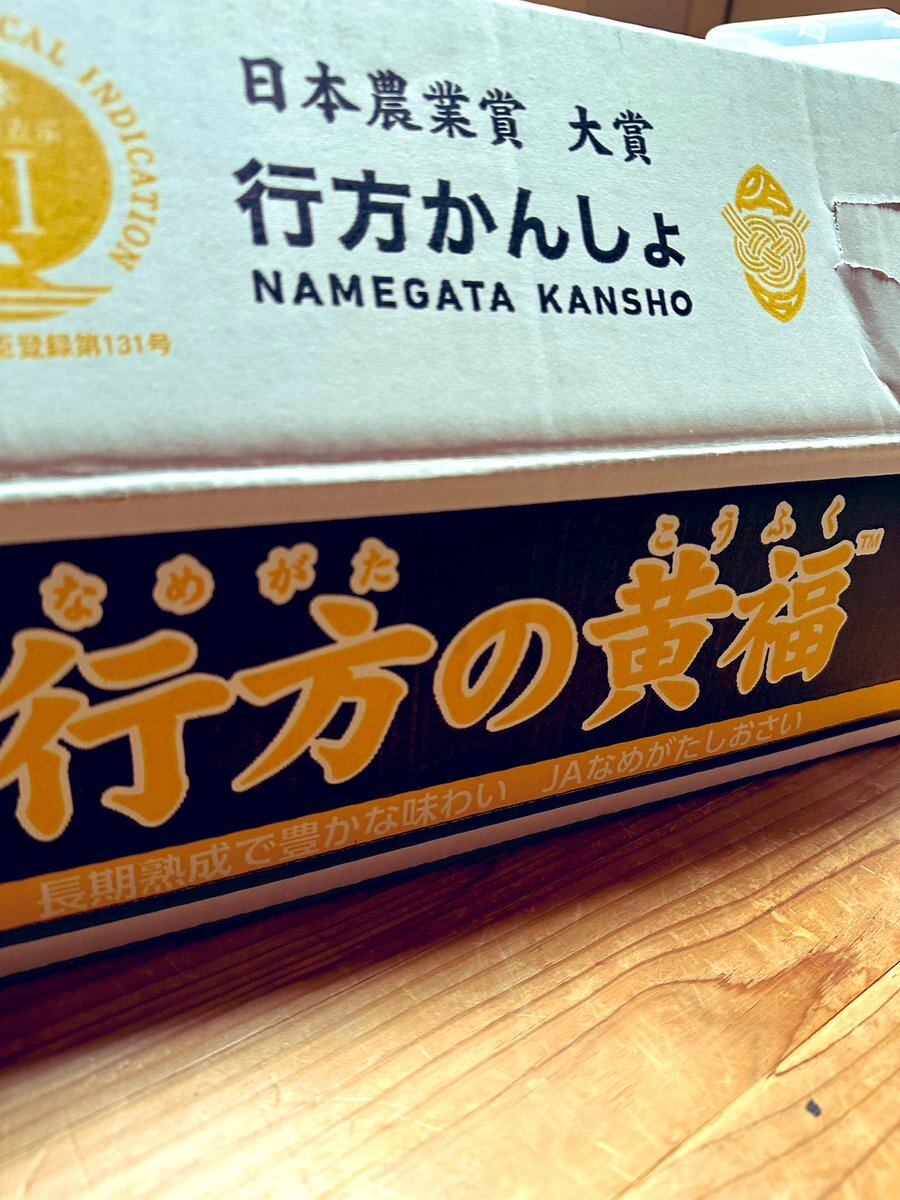 CAL INDICATION
GI
登録第131号
日本農業賞 大賞
行方かんしょ
NAMEGATA KANSHO
なめがた こうふく
行方の黄福™
長期熟成で豊かな味わい JAなめがたしおさい